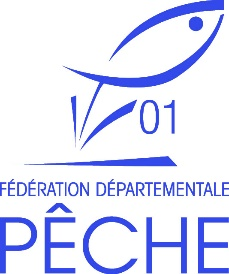 01
FÉDÉRATION DÉPARTEMENTALE
PÊCHE